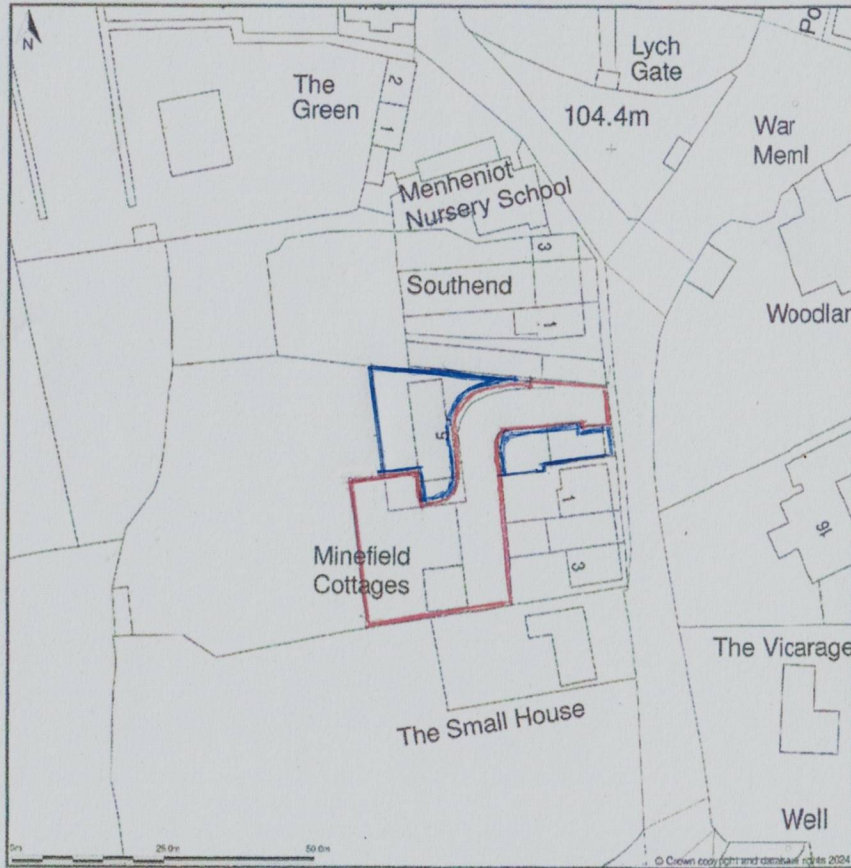 N
Lych
Gate
The
Green
2
1
104.4m
War
Meml
Menheniot
Nursery School
3
Southend
1
Woodlan
5
1
Minefield
Cottages
3
16
The Vicarage
The Small House
Well
0m
25.0m
50.0m
© Crown copyright and database rights 2024